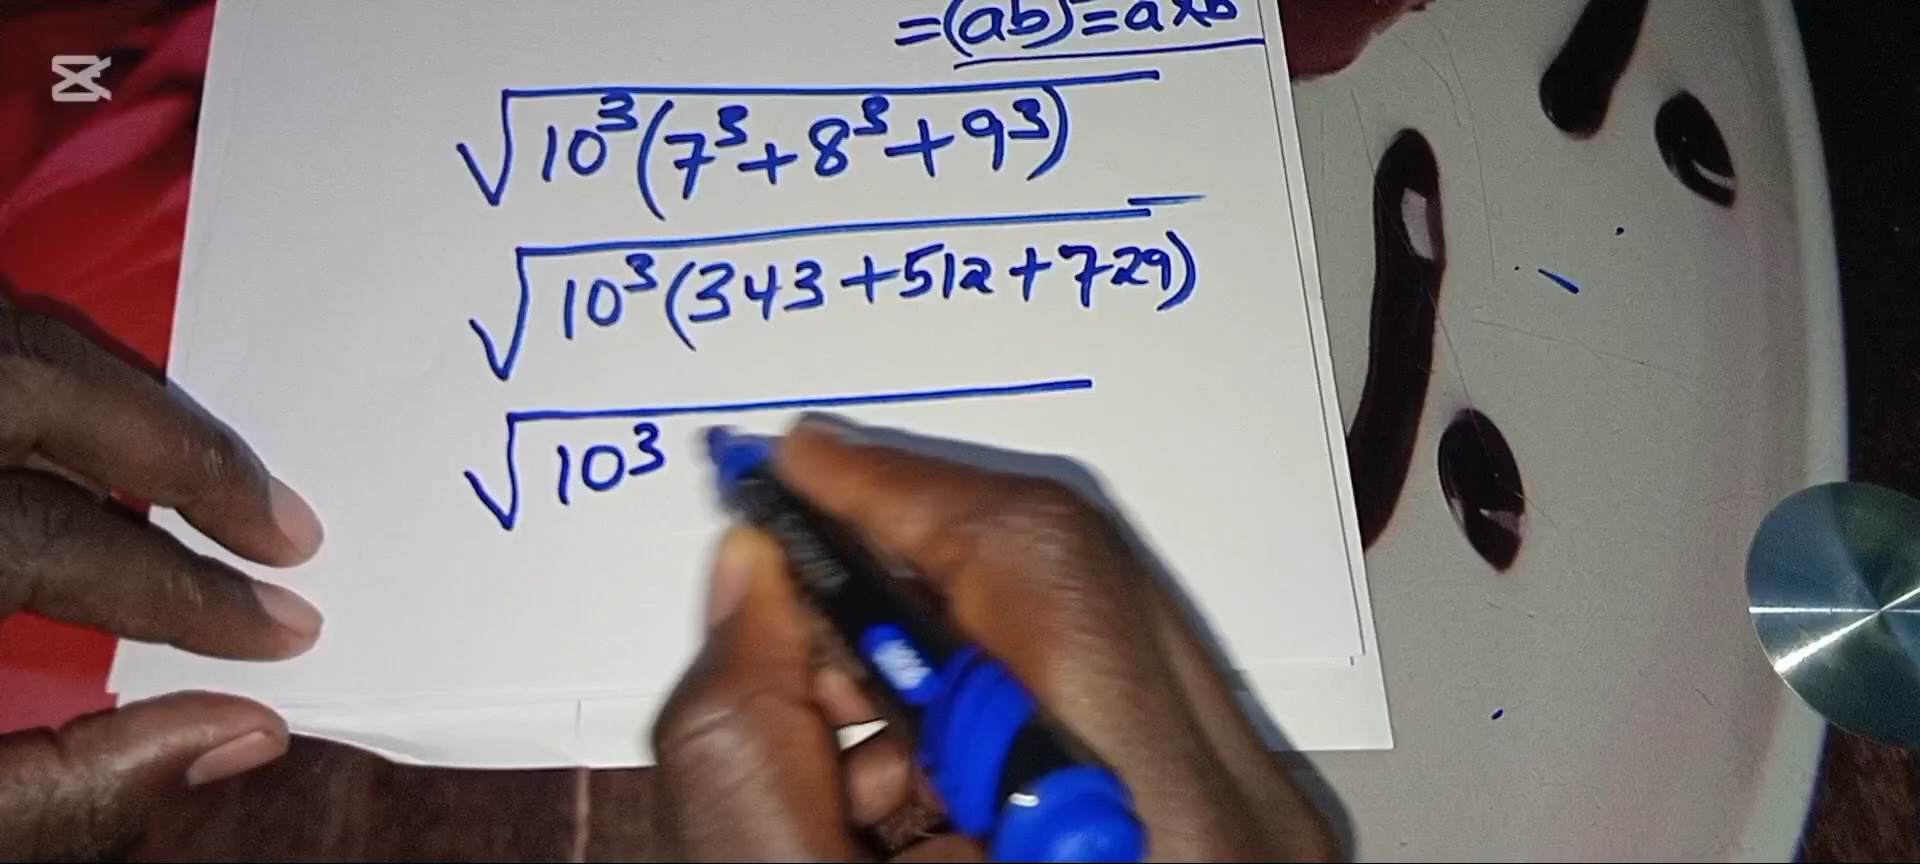 =(ab)=a×b
√10³(7³+8³+9³)
√10³(343+512+729)
√10³